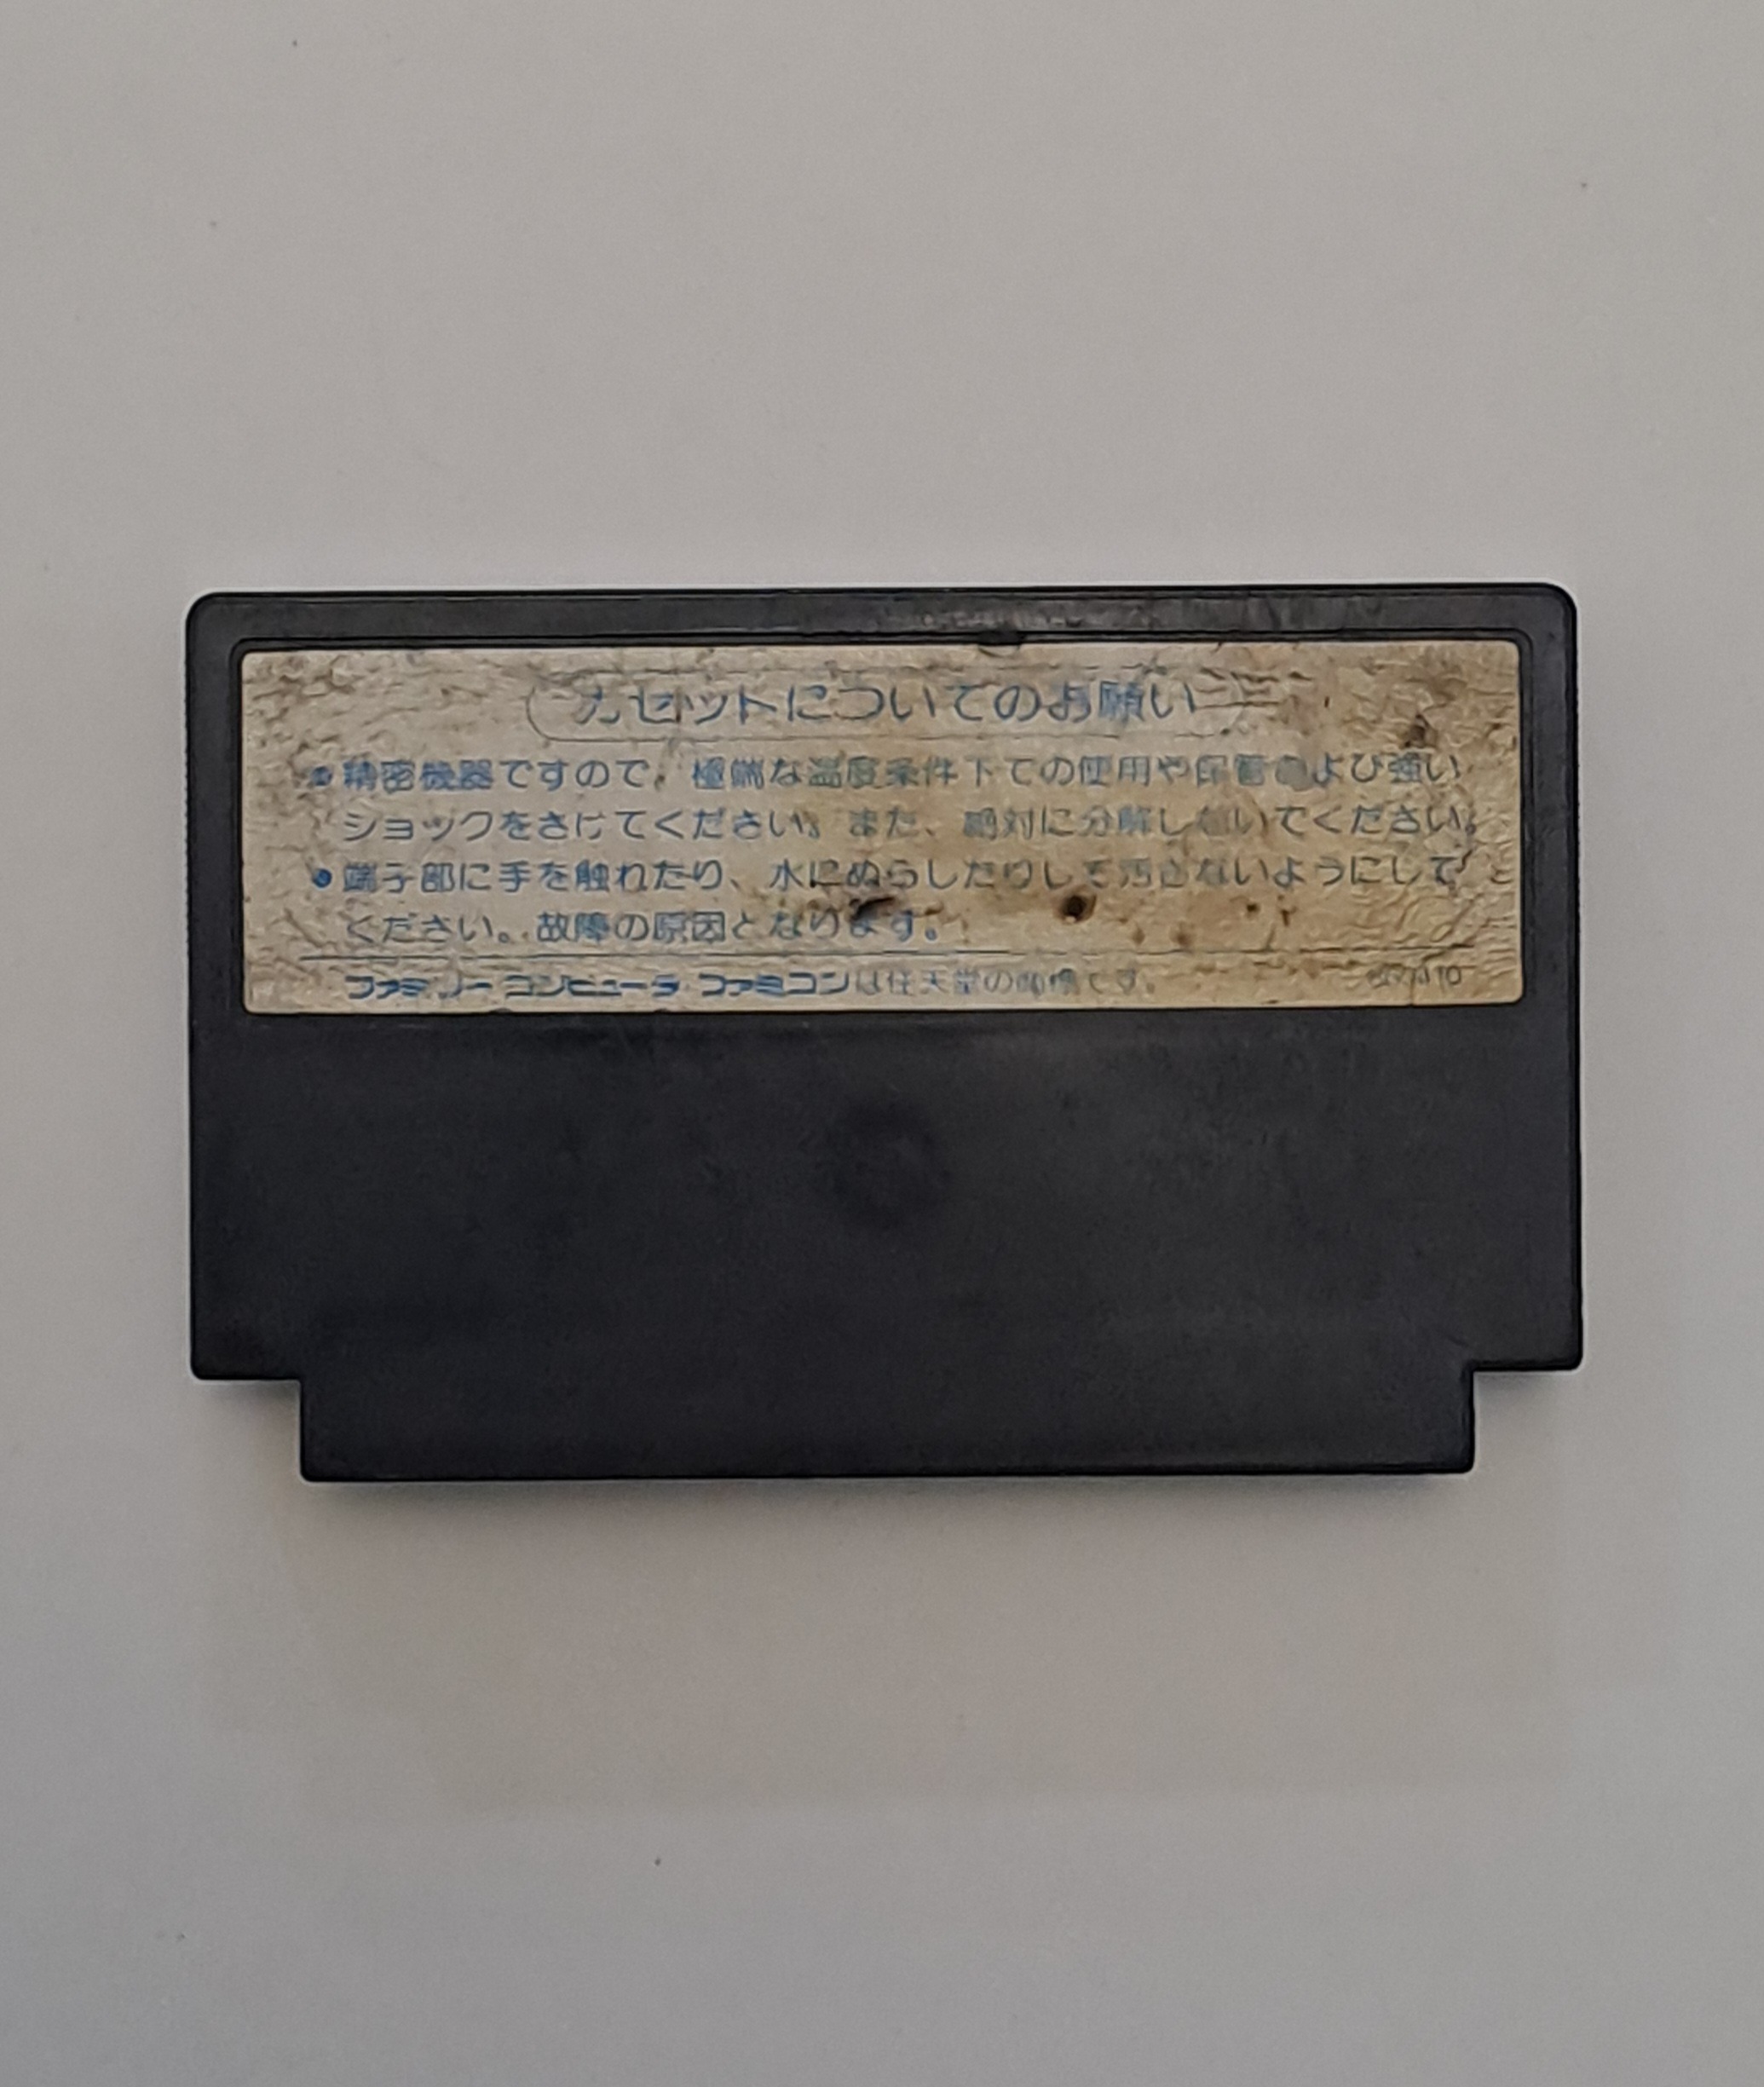 カセットについてのお願い
●精密機器ですので、極端な温度条件下での使用や保管および強い
ショックをさけてください。また、絶対に分解しないでください。
●端子部に手を触れたり、水にぬらしたりして汚さないようにして
ください。故障の原因となります。
ファミリーコンピュータ ファミコンは任天堂の商標です。